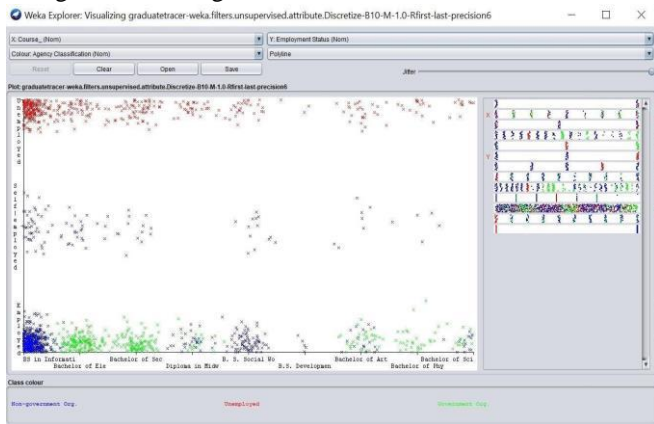 Weka Explorer: Visualizing graduatetracer-weka.filters.unsupervised.attribute.Discretize-B10-M-1.0-Rfirst-last-precision6
X: Course_ (Nom)
Y: Employment Status (Nom)
Colour: Agency Classification (Nom)
Polyline
Reset
Clear
Open
Save
Jitter
Plot: graduatetracer-weka.filters.unsupervised.attribute.Discretize-B10-M-1.0-Rfirst-last-precision6
Unemployed
Selfemployed
Employed
BS in Informati
Bachelor of Ele
Bachelor of Sec
Diploma in Midw
B. S. Social Wo
B.S. Developmen
Bachelor of Art
Bachelor of Phy
Bachelor of Sci
X
Y
Class colour
Non-government Org.
Unemployed
Government Org.